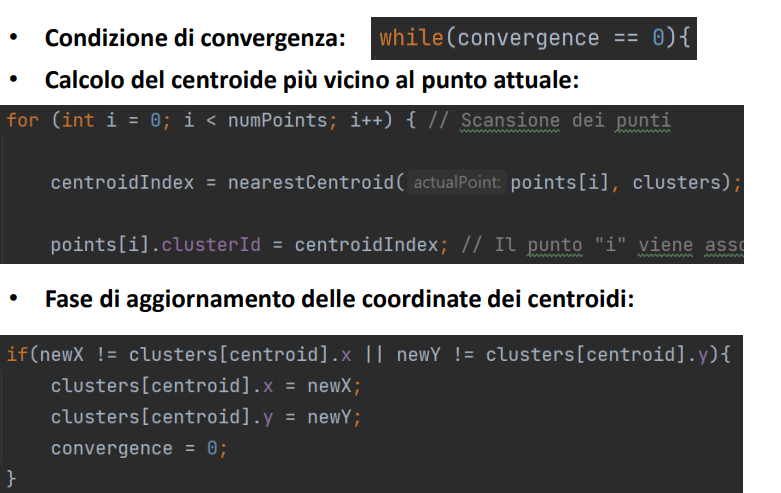 • Condizione di convergenza: while(convergence == 0){
• Calcolo del centroide più vicino al punto attuale:
for (int i = 0; i < numPoints; i++) { // Scansione dei punti
centroidIndex = nearestCentroid( actualPoint: points[i], clusters);
points[i].clusterId = centroidIndex; // Il punto "i" viene
• Fase di aggiornamento delle coordinate dei centroidi:
if(newX != clusters[centroid].x || newY != clusters[centroid].y){
clusters[centroid].x = newX;
clusters[centroid].y = newY;
convergence = 0;
}